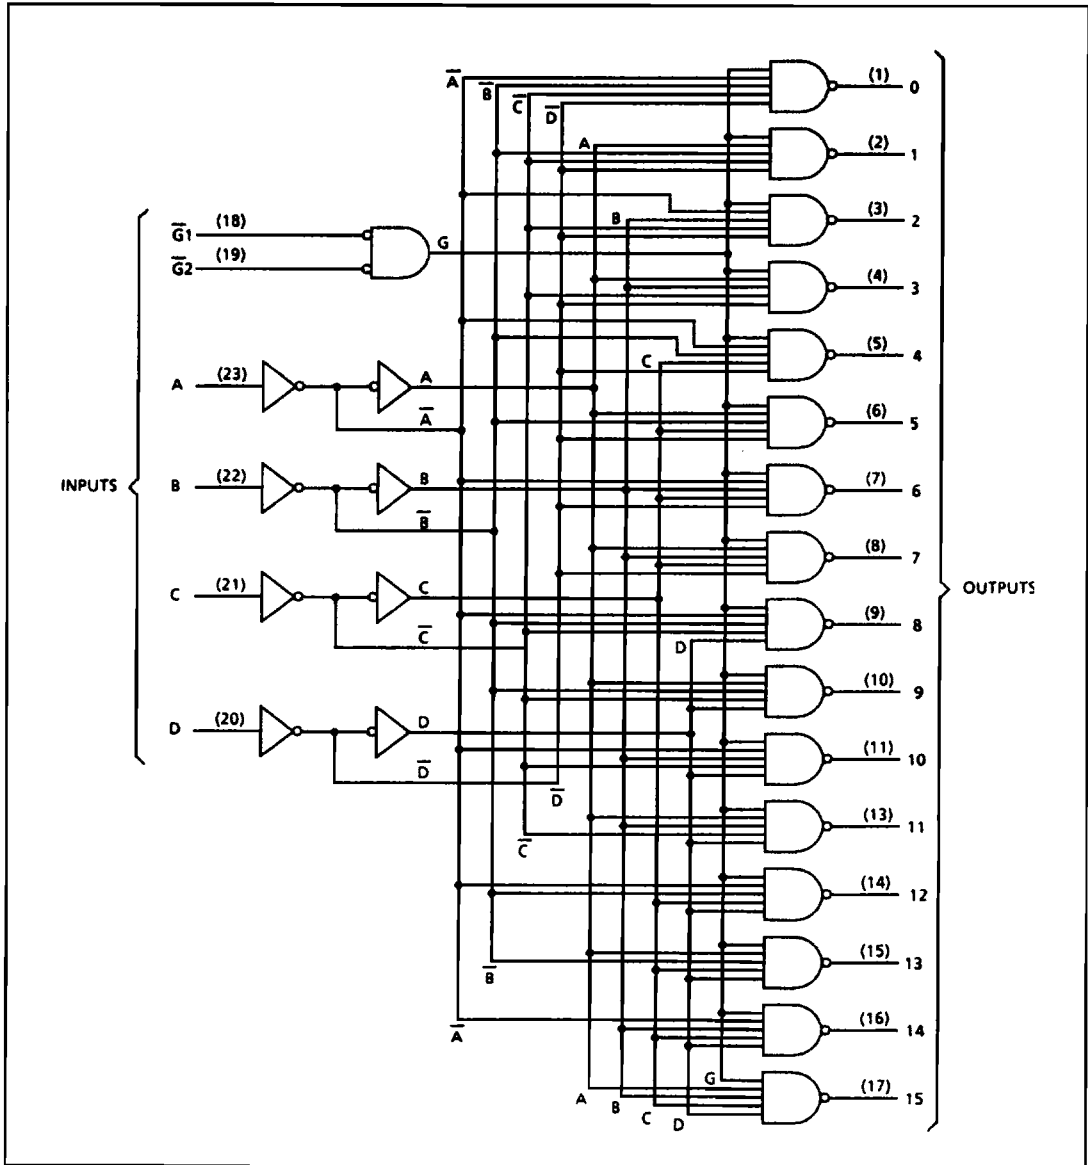 A̅
B̅
C̅
D̅
(1) 0
A (2) 1
B (3) 2
G̅1 (18)
G
G̅2 (19)
(4) 3
C (5) 4
A (23) A
A̅
(6) 5
INPUTS
B (22) B
B̅
(7) 6
(8) 7
OUTPUTS
C (21) C
C̅
D (9) 8
(10) 9
D (20) D
D̅
D̅
(11) 10
C̅
(13) 11
(14) 12
B̅
(15) 13
A̅
(16) 14
G
A
B
C
D
(17) 15